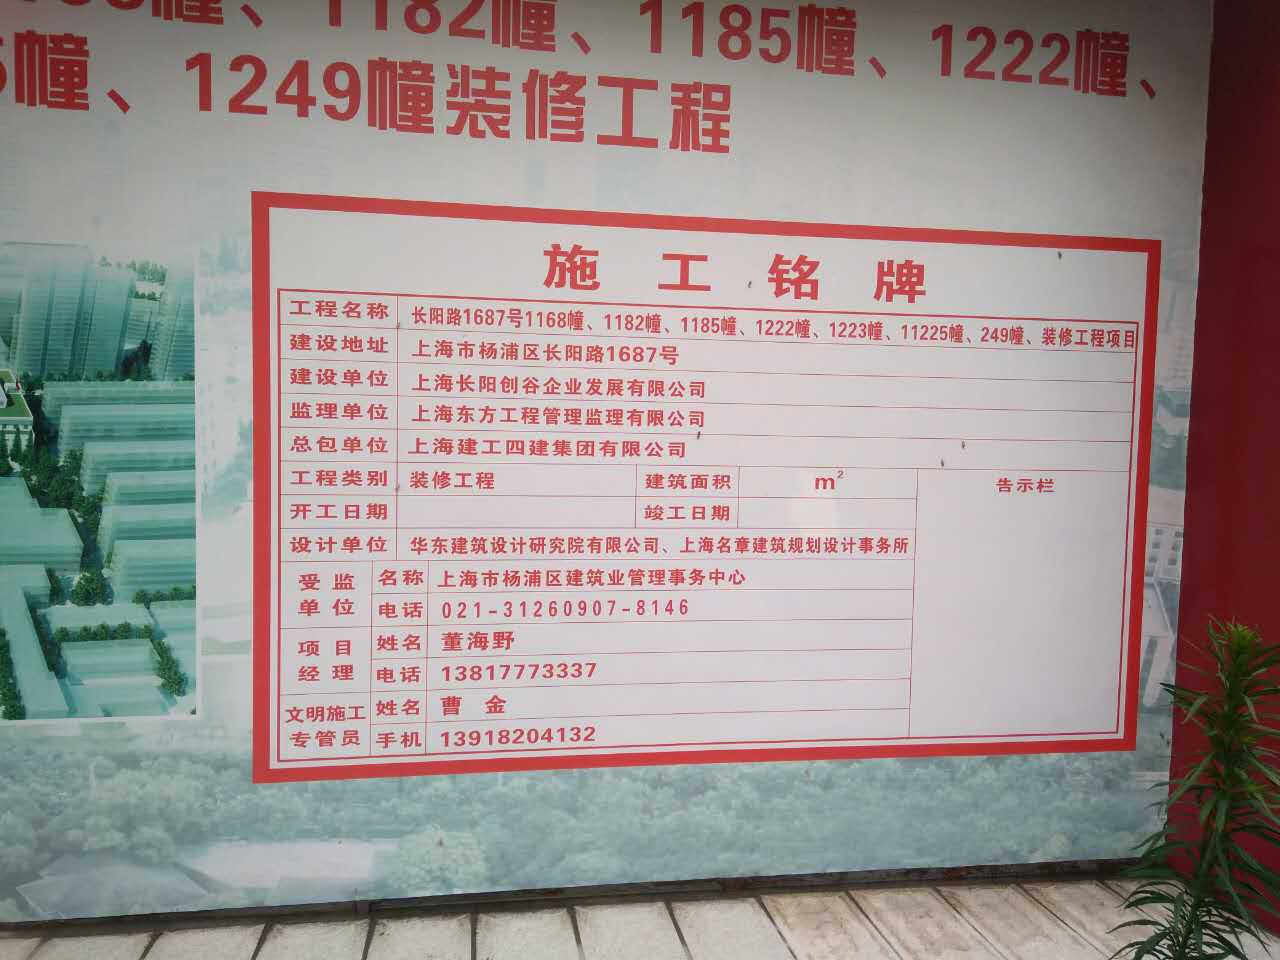 幢、1182幢、1185幢、1222幢、
幢、1249幢装修工程
施工铭牌
工程名称 长阳路1687号1168幢、1182幢、1185幢、1222幢、1223幢、11225幢、249幢、装修工程项目
建设地址 上海市杨浦区长阳路1687号
建设单位 上海长阳创谷企业发展有限公司
监理单位 上海东方工程管理监理有限公司
总包单位 上海建工四建集团有限公司
工程类别 装修工程 建筑面积 m² 告示栏
开工日期 竣工日期
设计单位 华东建筑设计研究院有限公司、上海名章建筑规划设计事务所
受监单位 名称 上海市杨浦区建筑业管理事务中心
电话 021-31260907-8146
项目经理 姓名 董海野
电话 13817773337
文明施工专管员 姓名 曹金
手机 13918204132